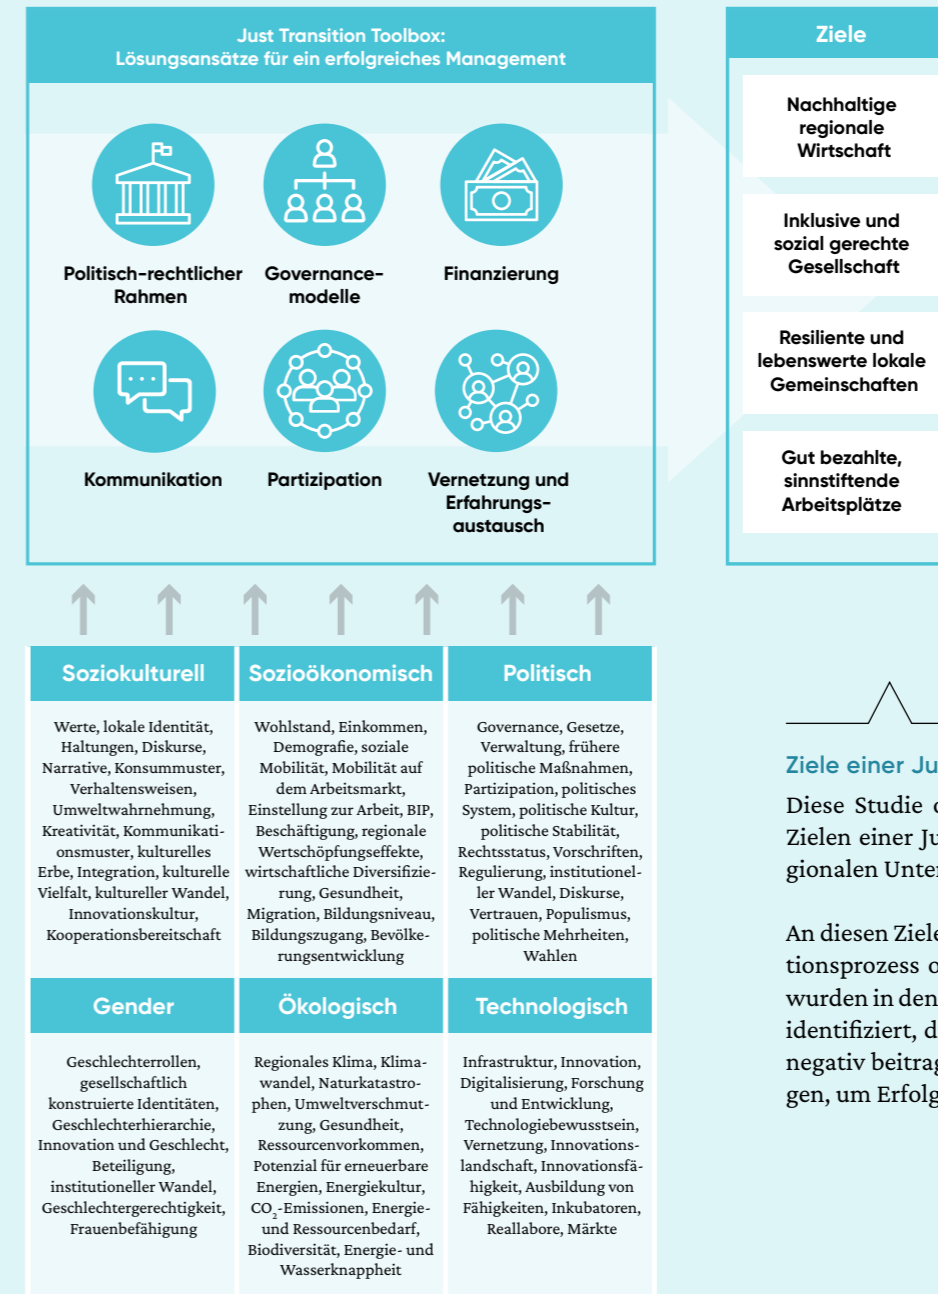 Just Transition Toolbox:
Lösungsansätze für ein erfolgreiches Management
Politisch-rechtlicher
Rahmen
Governance-
modelle
Finanzierung
Kommunikation
Partizipation
Vernetzung und
Erfahrungs-
austausch
Ziele
Nachhaltige
regionale
Wirtschaft
Inklusive und
sozial gerechte
Gesellschaft
Resiliente und
lebenswerte lokale
Gemeinschaften
Gut bezahlte,
sinnstiftende
Arbeitsplätze
Soziokulturell
Werte, lokale Identität,
Haltungen, Diskurse,
Narrative, Konsummuster,
Verhaltensweisen,
Umweltwahrnehmung,
Kreativität, Kommunikati-
onsmuster, kulturelles
Erbe, Integration, kulturelle
Vielfalt, kultureller Wandel,
Innovationskultur,
Kooperationsbereitschaft
Sozioökonomisch
Wohlstand, Einkommen,
Demografie, soziale
Mobilität, Mobilität auf
dem Arbeitsmarkt,
Einstellung zur Arbeit, BIP,
Beschäftigung, regionale
Wertschöpfungseffekte,
wirtschaftliche Diversifizie-
rung, Gesundheit,
Migration, Bildungsniveau,
Bildungszugang, Bevölke-
rungsentwicklung
Politisch
Governance, Gesetze,
Verwaltung, frühere
politische Maßnahmen,
Partizipation, politisches
System, politische Kultur,
politische Stabilität,
Rechtsstatus, Vorschriften,
Regulierung, institutionel-
ler Wandel, Diskurse,
Vertrauen, Populismus,
politische Mehrheiten,
Wahlen
Gender
Geschlechterrollen,
gesellschaftlich
konstruierte Identitäten,
Geschlechterhierarchie,
Innovation und Geschlecht,
Beteiligung,
institutioneller Wandel,
Geschlechtergerechtigkeit,
Frauenbefähigung
Ökologisch
Regionales Klima, Klima-
wandel, Naturkatastro-
phen, Umweltverschmut-
zung, Gesundheit,
Ressourcenvorkommen,
Potenzial für erneuerbare
Energien, Energiekultur,
CO₂-Emissionen, Energie-
und Ressourcenbedarf,
Biodiversität, Energie- und
Wasserknappheit
Technologisch
Infrastruktur, Innovation,
Digitalisierung, Forschung
und Entwicklung,
Technologiebewusstsein,
Vernetzung, Innovations-
landschaft, Innovationsfä-
higkeit, Ausbildung von
Fähigkeiten, Inkubatoren,
Reallabore, Märkte
Ziele einer Ju
Diese Studie
Zielen einer Ju
gionalen Unter
An diesen Ziele
tionsprozess
wurden in den
identifiziert, d
negativ beitrag
gen, um Erfolg